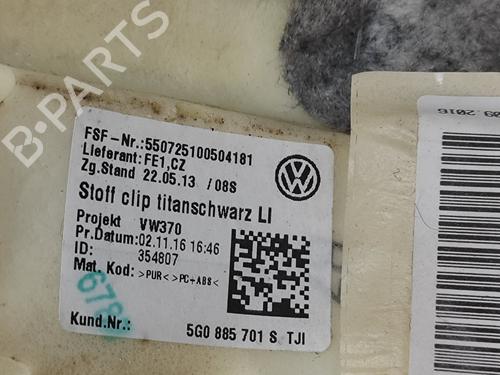 FSF-Nr.:550725100504181
Lieferant:FE1,CZ
Zg.Stand 22.05.13 /08S
Stoff clip titanschwarz LI
Projekt VW370
Pr.Datum:02.11.16 16:46
ID: 354807
Mat. Kod: >PUR< >PC+ABS<
Kund.Nr.: 5G0 885 701 S TJI
09 2016
B-PARTS